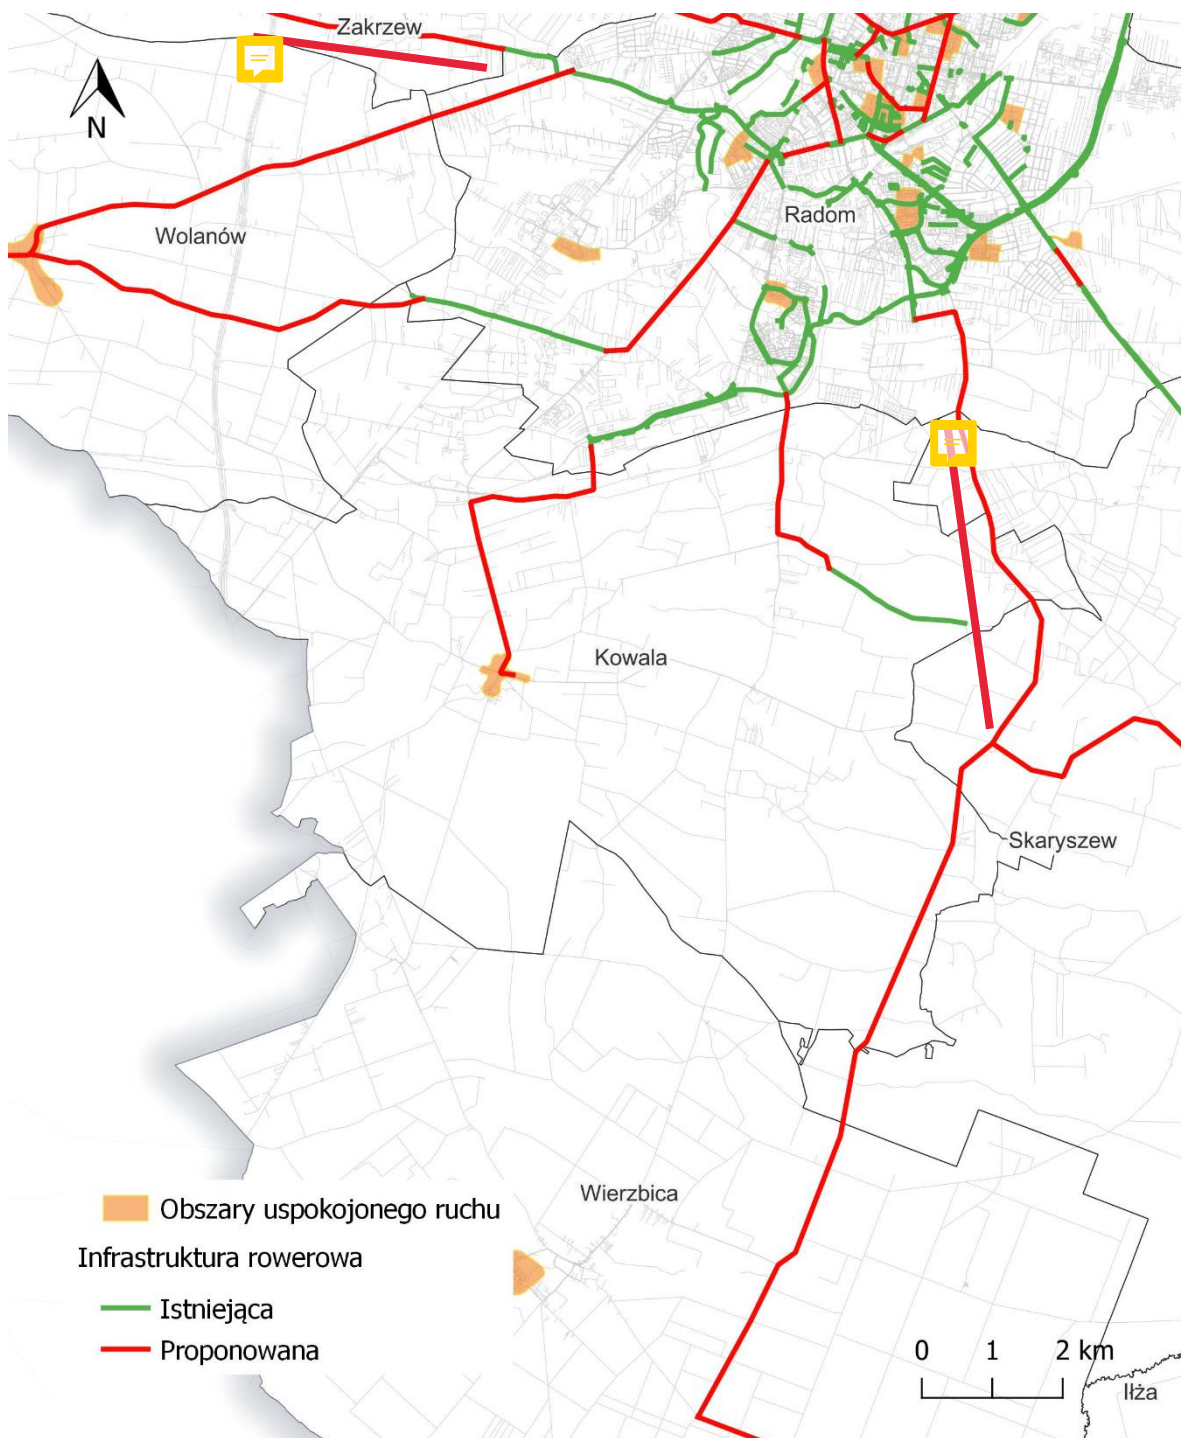 Zakrzew
N
Wolanów
Radom
Kowala
Skaryszew
Wierzbica
Obszary uspokojonego ruchu
Infrastruktura rowerowa
Istniejąca
Proponowana
0 1 2 km
Iłża